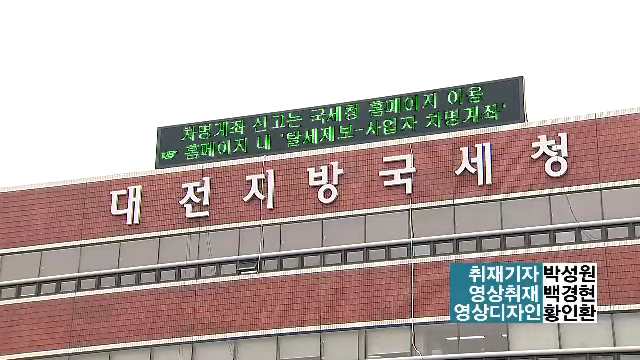 차명계좌 신고는 국세청 홈페이지 이용
☞ 홈페이지 내 '탈세제보-사업자 차명계좌'
대전지방국세청
취재기자 박성원
영상취재 백경현
영상디자인 황인환